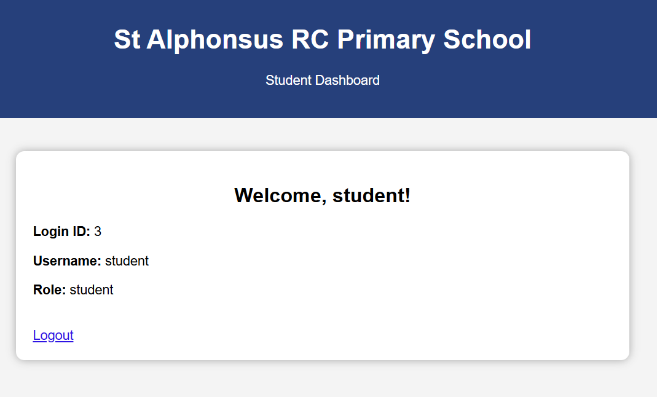 St Alphonsus RC Primary School
Student Dashboard
Welcome, student!
Login ID: 3
Username: student
Role: student
Logout